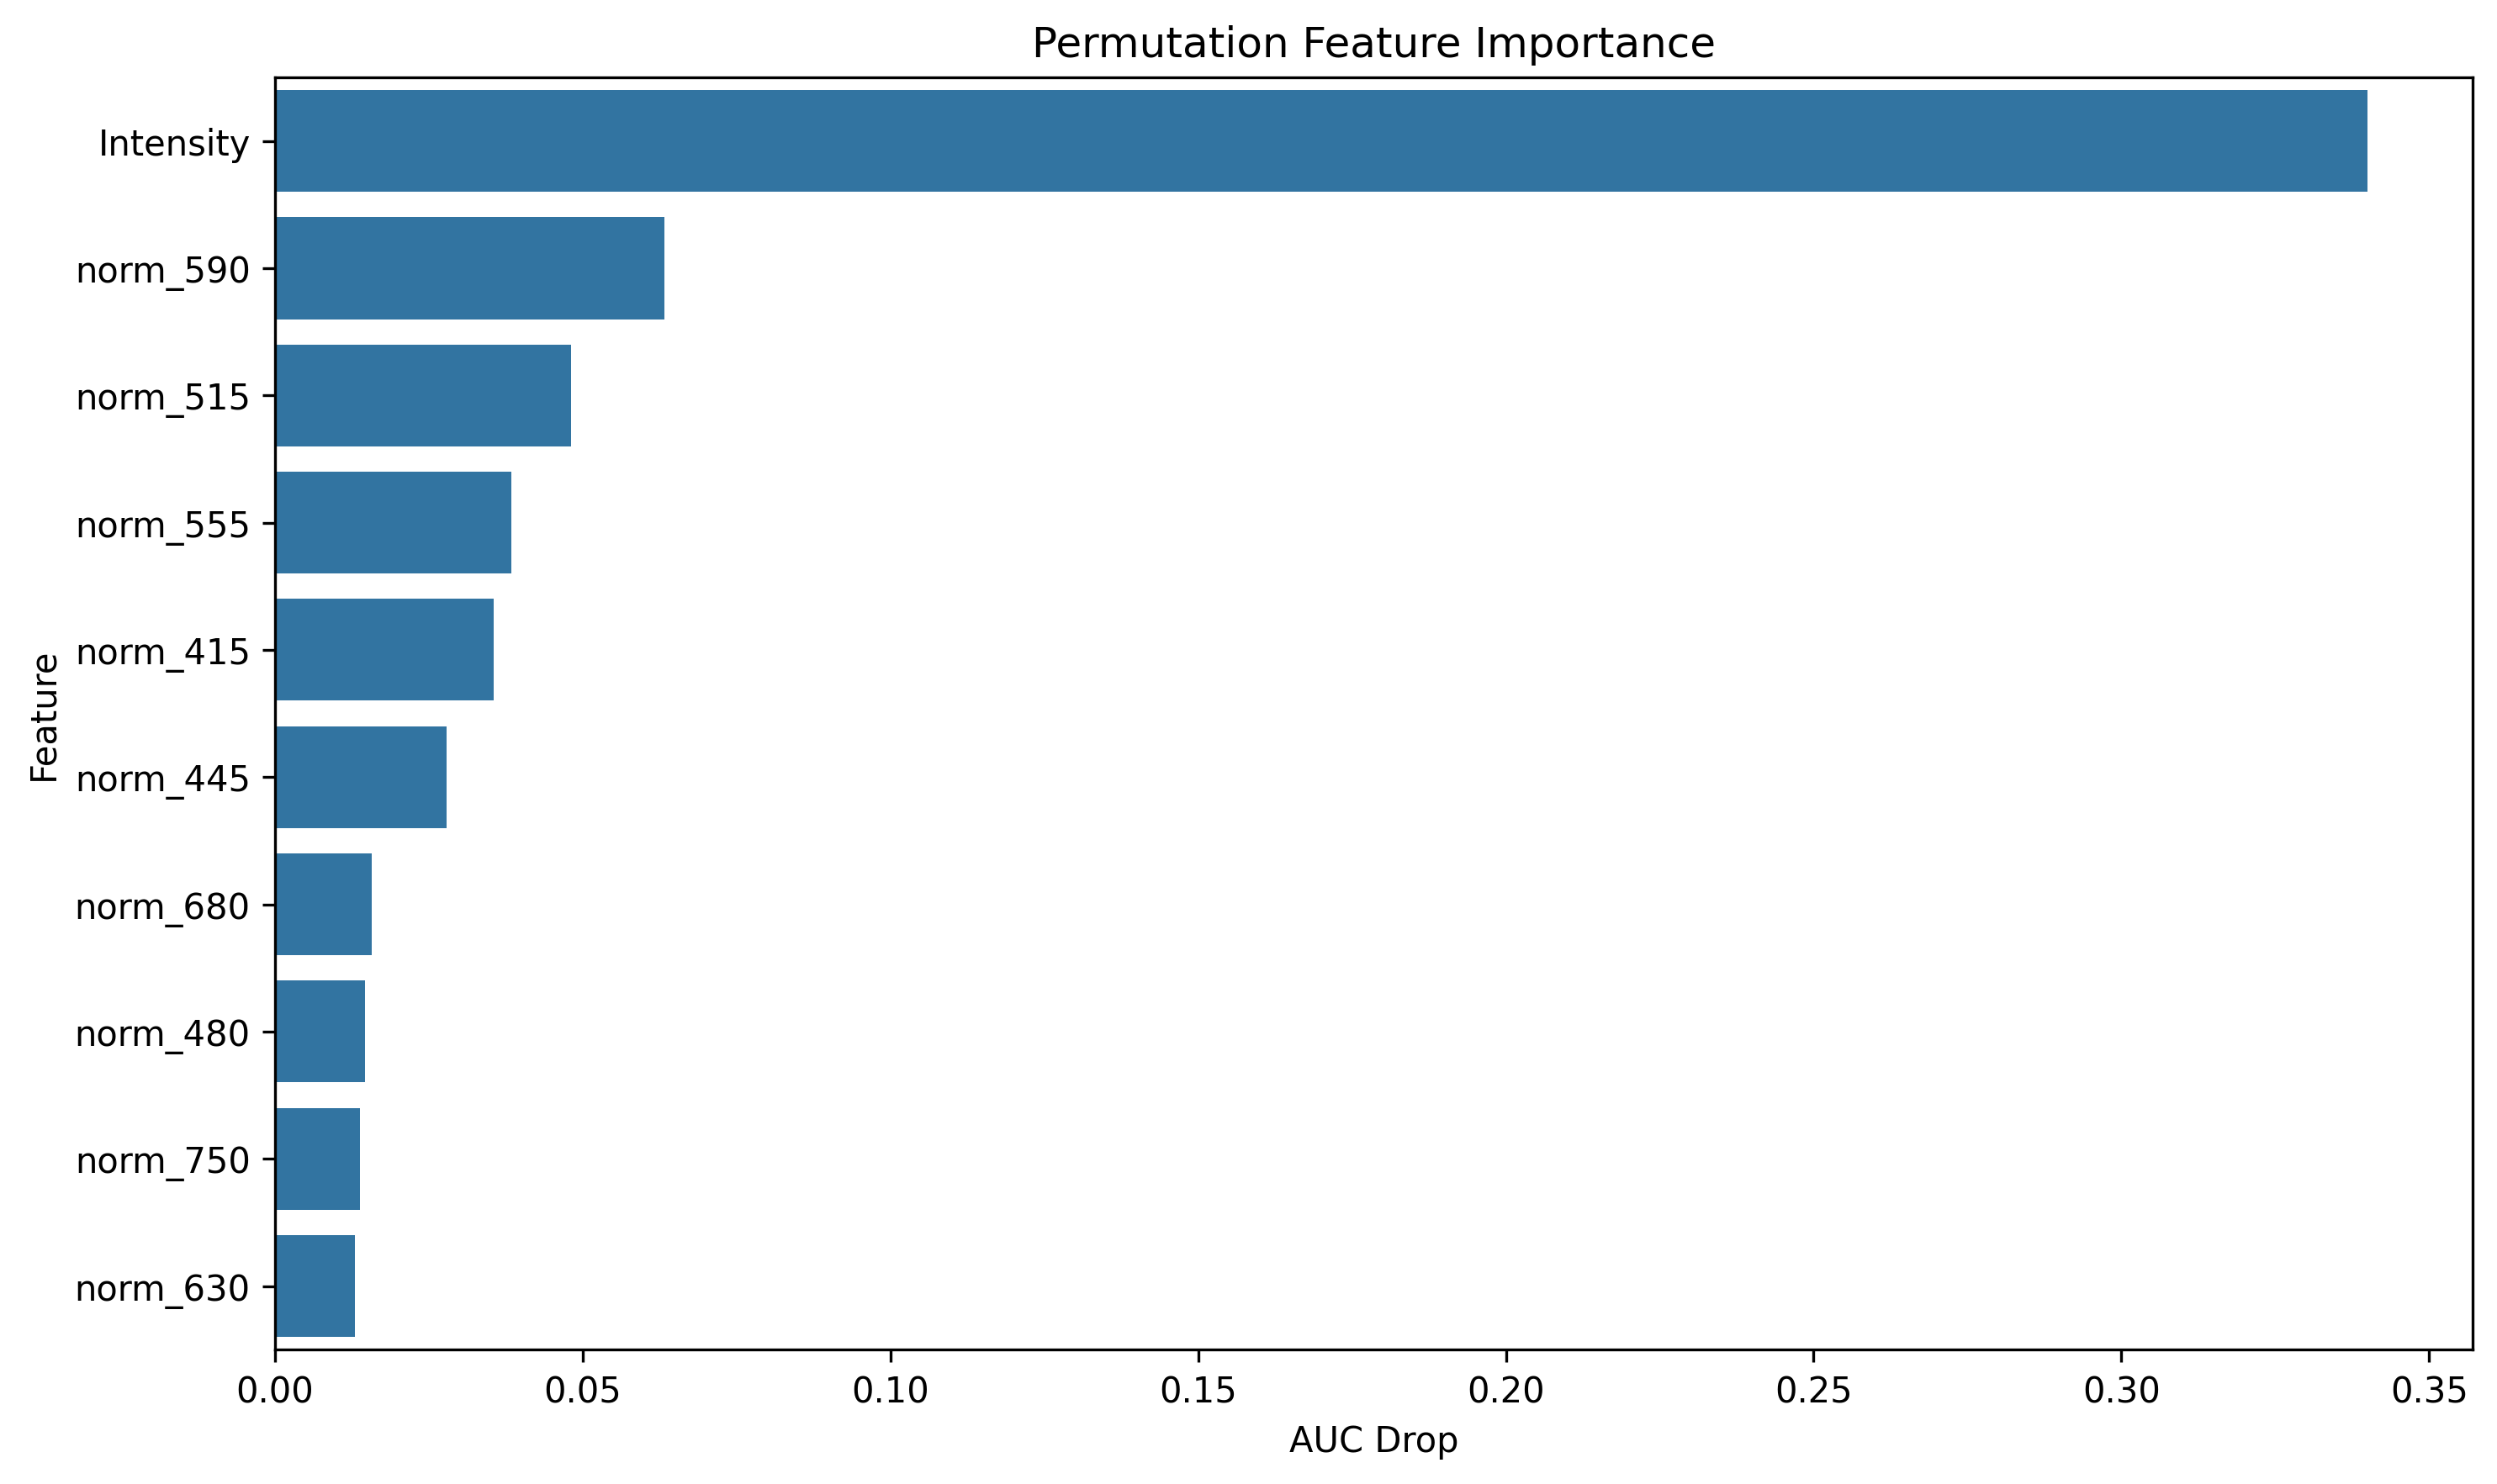 Permutation Feature Importance
Intensity
norm_590
norm_515
norm_555
norm_415
norm_445
norm_680
norm_480
norm_750
norm_630
Feature
0.00 0.05 0.10 0.15 0.20 0.25 0.30 0.35
AUC Drop